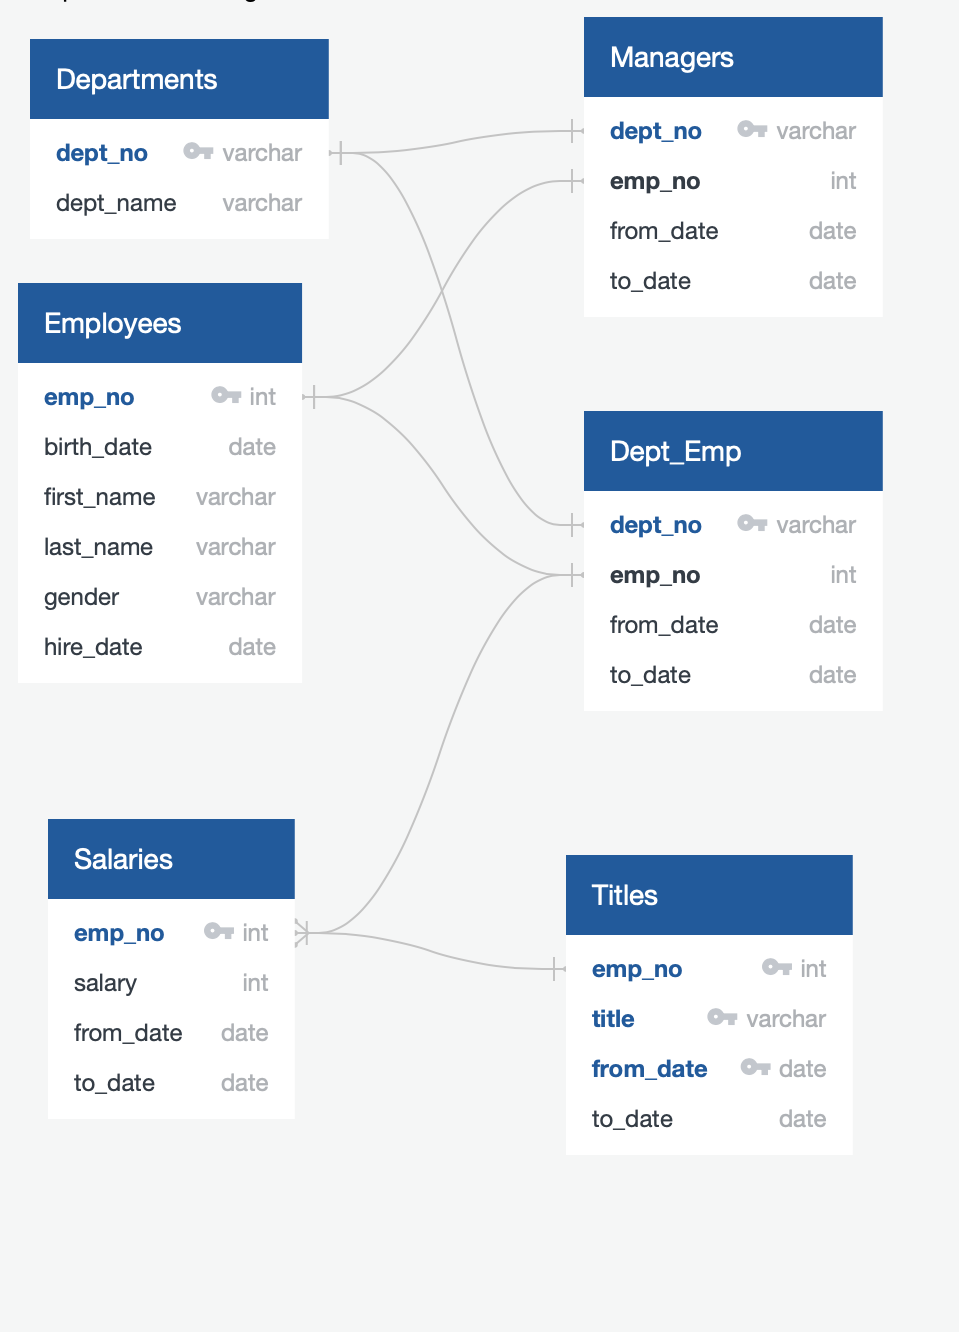 Departments
dept_no varchar
dept_name varchar
Employees
emp_no int
birth_date date
first_name varchar
last_name varchar
gender varchar
hire_date date
Salaries
emp_no int
salary int
from_date date
to_date date
Managers
dept_no varchar
emp_no int
from_date date
to_date date
Dept_Emp
dept_no varchar
emp_no int
from_date date
to_date date
Titles
emp_no int
title varchar
from_date date
to_date date